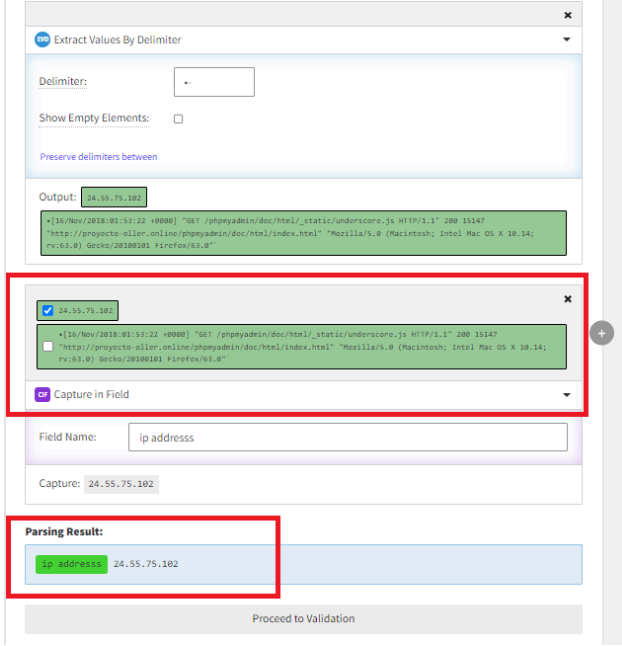 ×
EVD Extract Values By Delimiter
Delimiter:
•-
Show Empty Elements:
Preserve delimiters between
Output: 24.55.75.102
•[16/Nov/2018:01:53:22 +0000] "GET /phpmyadmin/doc/html/_static/underscore.js HTTP/1.1" 200 15147
"http://proyecto-oller.online/phpmyadmin/doc/html/index.html" "Mozilla/5.0 (Macintosh; Intel Mac OS X 10.14;
rv:63.0) Gecko/20100101 Firefox/63.0"`
×
24.55.75.102
•[16/Nov/2018:01:53:22 +0000] "GET /phpmyadmin/doc/html/_static/underscore.js HTTP/1.1" 200 15147
"http://proyecto-oller.online/phpmyadmin/doc/html/index.html" "Mozilla/5.0 (Macintosh; Intel Mac OS X 10.14;
rv:63.0) Gecko/20100101 Firefox/63.0"`
+
CIF Capture in Field
Field Name: ip addresss
Capture: 24.55.75.102
Parsing Result:
ip addresss 24.55.75.102
Proceed to Validation